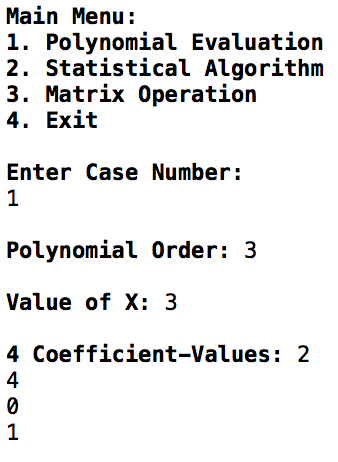 Main Menu:
1. Polynomial Evaluation
2. Statistical Algorithm
3. Matrix Operation
4. Exit
Enter Case Number:
1
Polynomial Order: 3
Value of X: 3
4 Coefficient-Values: 2
4
0
1